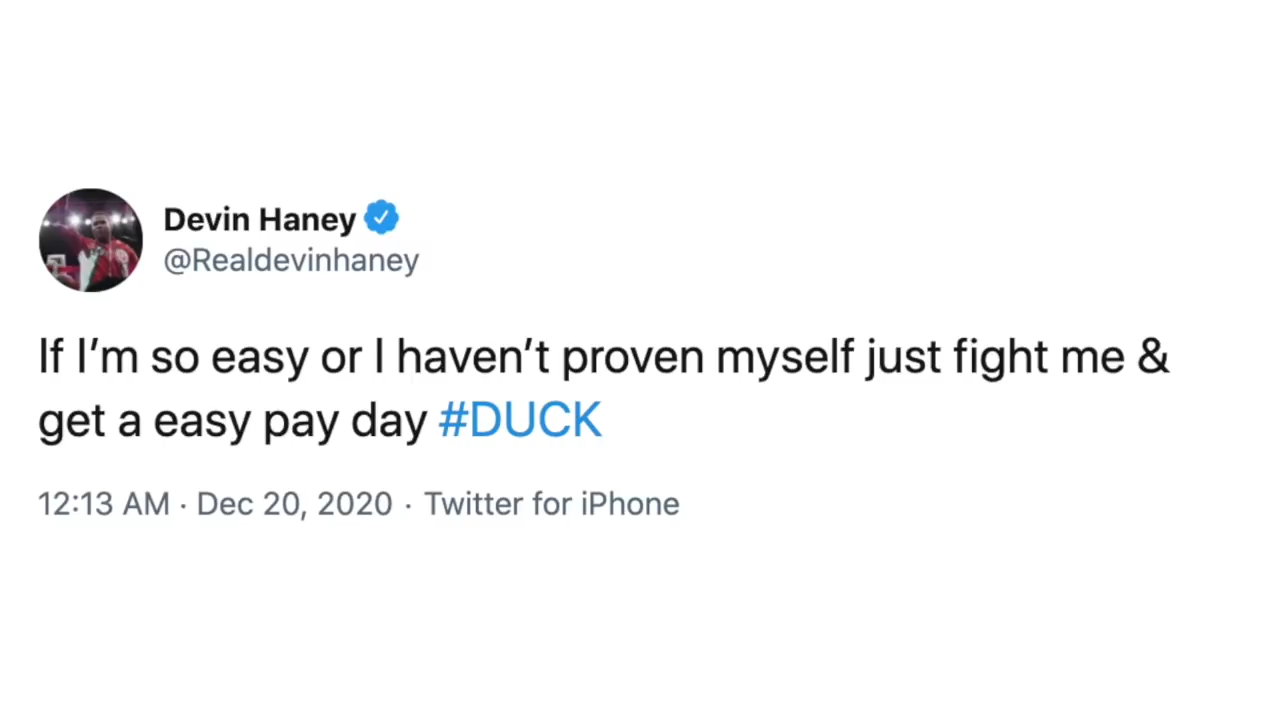 Devin Haney
@Realdevinhaney
If I’m so easy or I haven’t proven myself just fight me &
get a easy pay day #DUCK
12:13 AM · Dec 20, 2020 · Twitter for iPhone